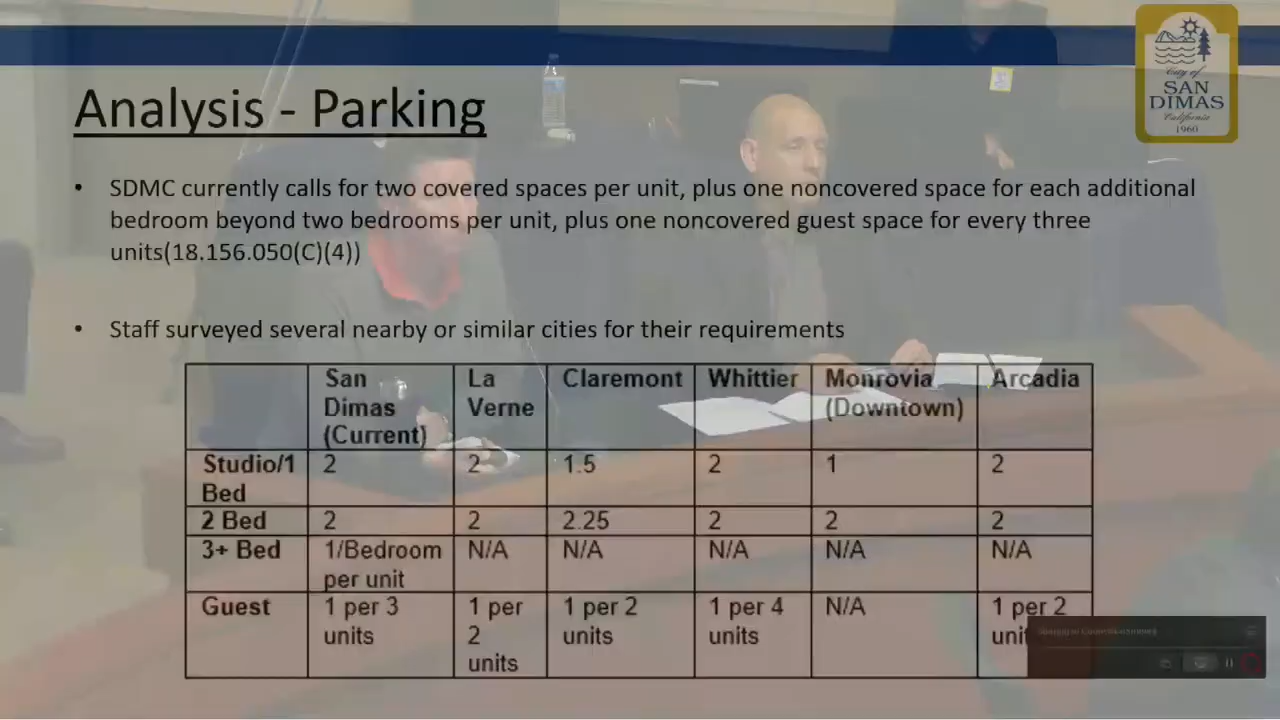 City of
SAN
DIMAS
California
1960
Analysis - Parking
• SDMC currently calls for two covered spaces per unit, plus one noncovered space for each additional
bedroom beyond two bedrooms per unit, plus one noncovered guest space for every three
units(18.156.050(C)(4))
• Staff surveyed several nearby or similar cities for their requirements
San Dimas (Current) La Verne Claremont Whittier Monrovia (Downtown) Arcadia
Studio/1 Bed 2 2 1.5 2 1 2
2 Bed 2 2 2.25 2 2 2
3+ Bed 1/Bedroom per unit N/A N/A N/A N/A N/A
Guest 1 per 3 units 1 per 2 units 1 per 2 units 1 per 4 units N/A 1 per 2